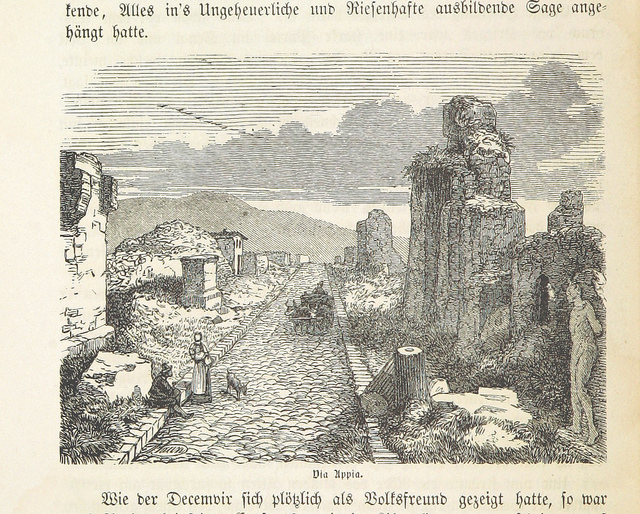 kende, Alles in's Ungeheuerliche und Riesenhafte ausbildende Sage ange-
hängt hatte.
Via Appia.
Wie der Decemvir sich plötzlich als Volksfreund gezeigt hatte, so war